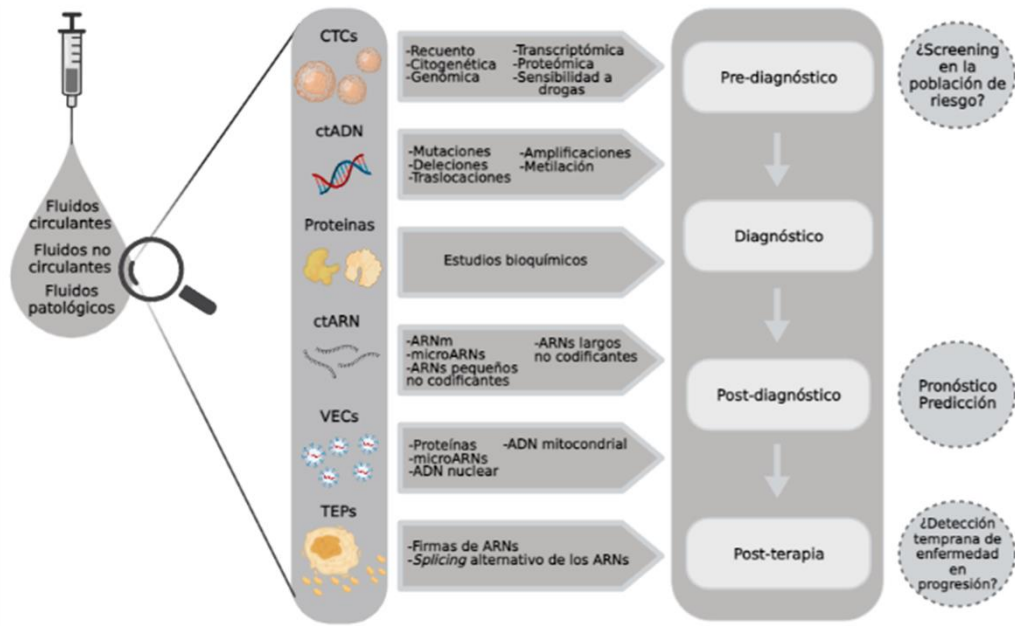 Fluidos
circulantes
Fluidos no
circulantes
Fluidos
patológicos
CTCs
-Recuento
-Citogenética
-Genómica
-Transcriptómica
-Proteómica
-Sensibilidad a
drogas
ctADN
-Mutaciones
-Deleciones
-Traslocaciones
-Amplificaciones
-Metilación
Proteinas
Estudios bioquímicos
ctARN
-ARNm
-microARNs
-ARNs pequeños
no codificantes
-ARNs largos
no codificantes
VECs
-Proteínas
-microARNs
-ADN nuclear
-ADN mitocondrial
TEPs
-Firmas de ARNs
-Splicing alternativo de los ARNs
Pre-diagnóstico
Diagnóstico
Post-diagnóstico
Post-terapia
¿Screening
en la
población de
riesgo?
Pronóstico
Predicción
¿Detección
temprana de
enfermedad
en
progresión?